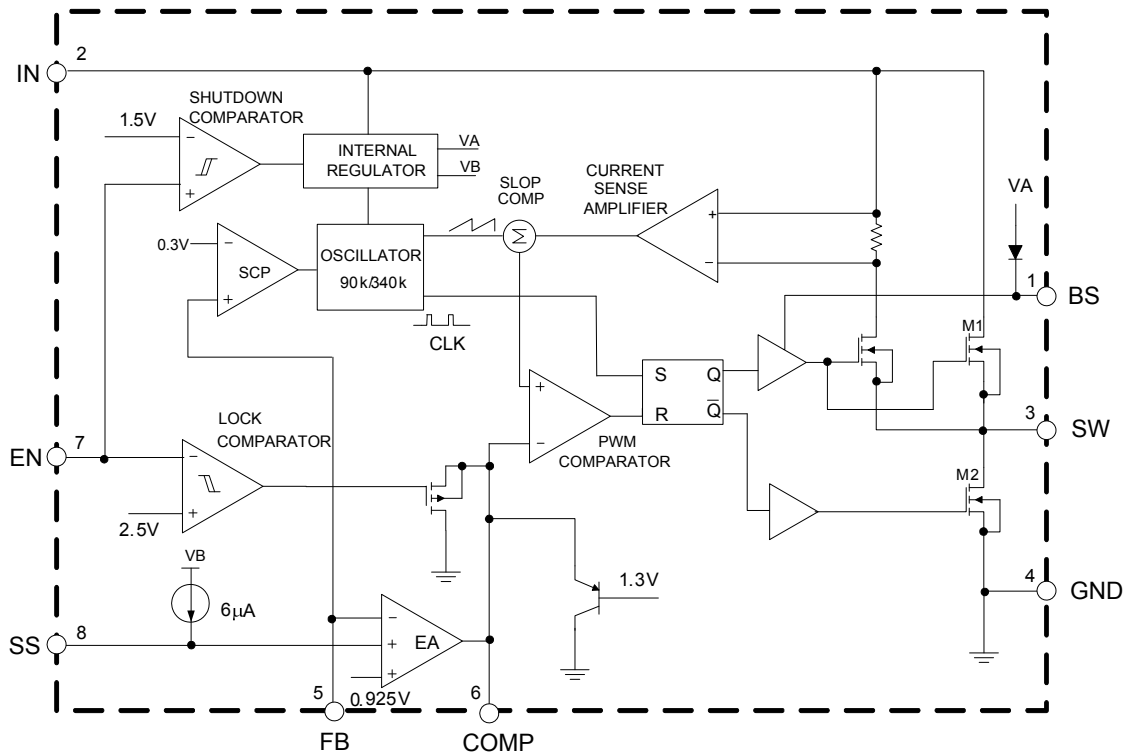 2
IN
SHUTDOWN
COMPARATOR
1.5V
−
+
INTERNAL
REGULATOR
VA
VB
SLOP
COMP
CURRENT
SENSE
AMPLIFIER
+
−
VA
0.3V
−
SCP
+
OSCILLATOR
90k/340k
Σ
1
BS
CLK
M1
S
Q
R
Q̅
+
−
PWM
COMPARATOR
3
SW
LOCK
COMPARATOR
7
EN
−
+
2.5V
M2
VB
6μA
1.3V
4
GND
8
SS
−
+
+
EA
0.925V
5
FB
6
COMP